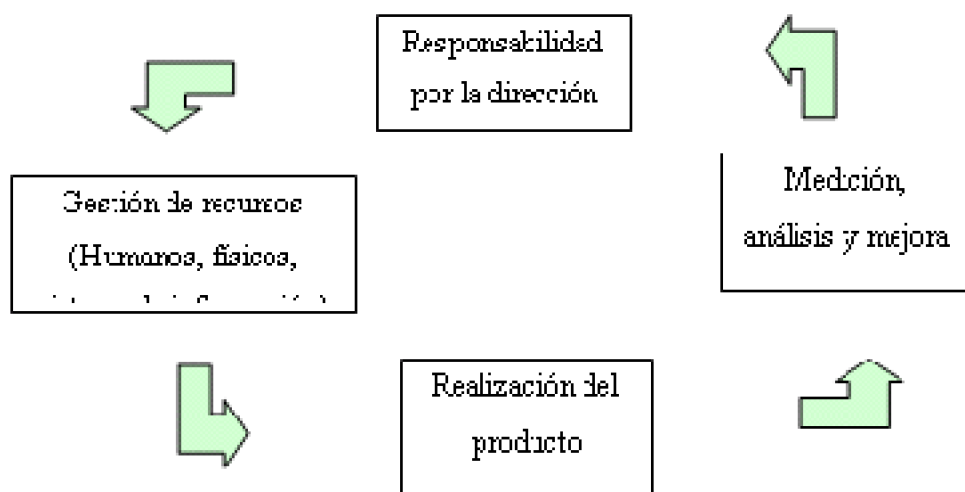 Responsabilidad
por la dirección
Gestión de recursos
(Humanos, físicos,
Medición,
análisis y mejora
Realización del
producto